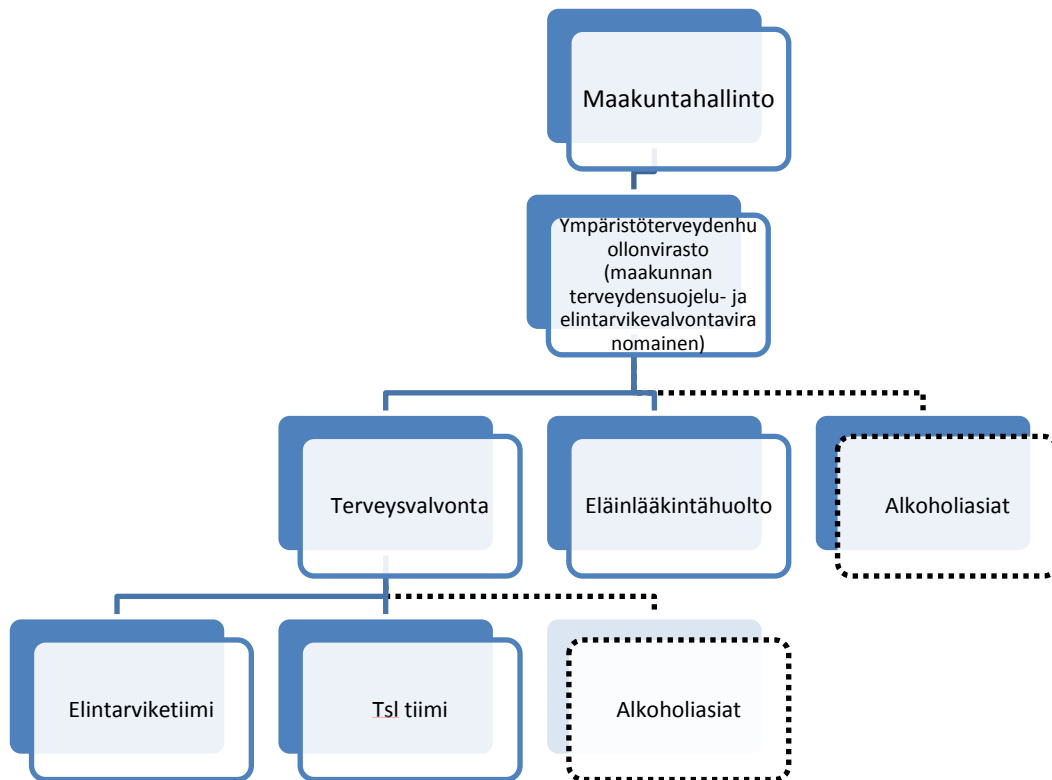 Maakuntahallinto
Ympäristöterveydenhu
ollonvirasto
(maakunnan
terveydensuojelu- ja
elintarvikevalvontavira
nomainen)
Terveysvalvonta
Eläinlääkintähuolto
Alkoholiasiat
Elintarviketiimi
Tsl tiimi
Alkoholiasiat